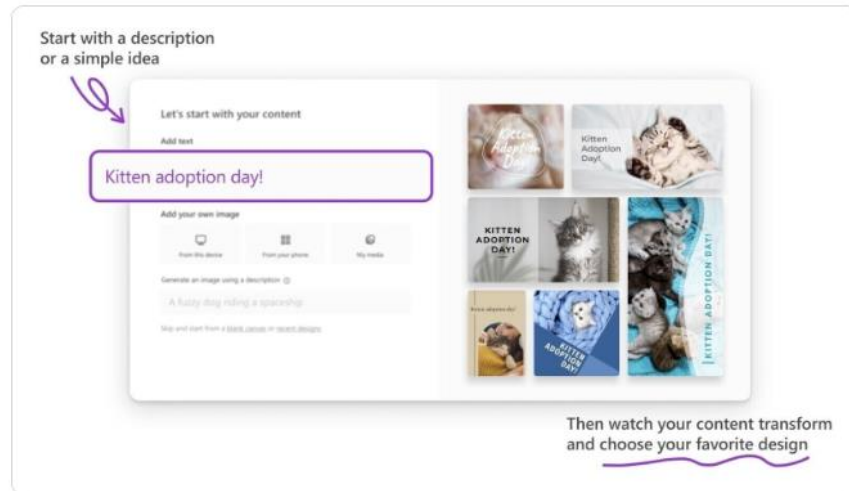 Start with a description
or a simple idea
Let's start with your content
Add text
Kitten adoption day!
Add your own image
From this device
From your phone
My media
Generate an image using a description
A fuzzy dog riding a spaceship
Skip and start from a blank canvas or recent designs
Kitten
Adoption
Day!
Kitten
Adoption
Day!
KITTEN
ADOPTION
DAY!
Kitten adoption day!
KITTEN
ADOPTION
DAY!
KITTEN ADOPTION DAY!
Then watch your content transform
and choose your favorite design